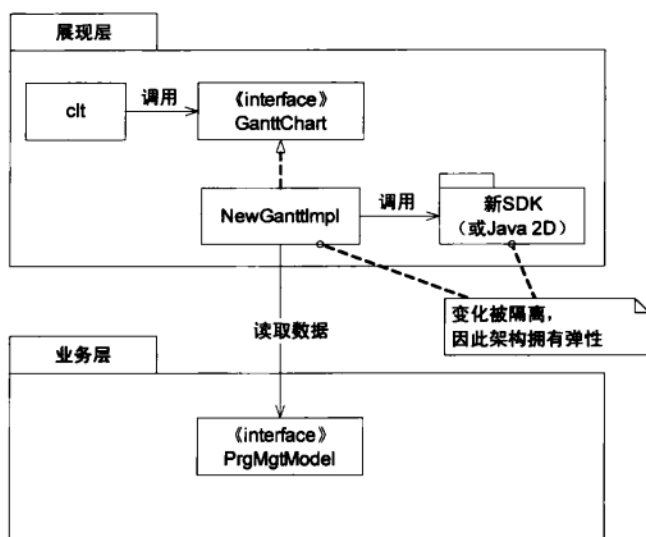 展现层
clt
调用
《interface》
GanttChart
NewGanttImpl
调用
新SDK
（或Java 2D）
变化被隔离，
因此架构拥有弹性
读取数据
业务层
《interface》
PrgMgtModel